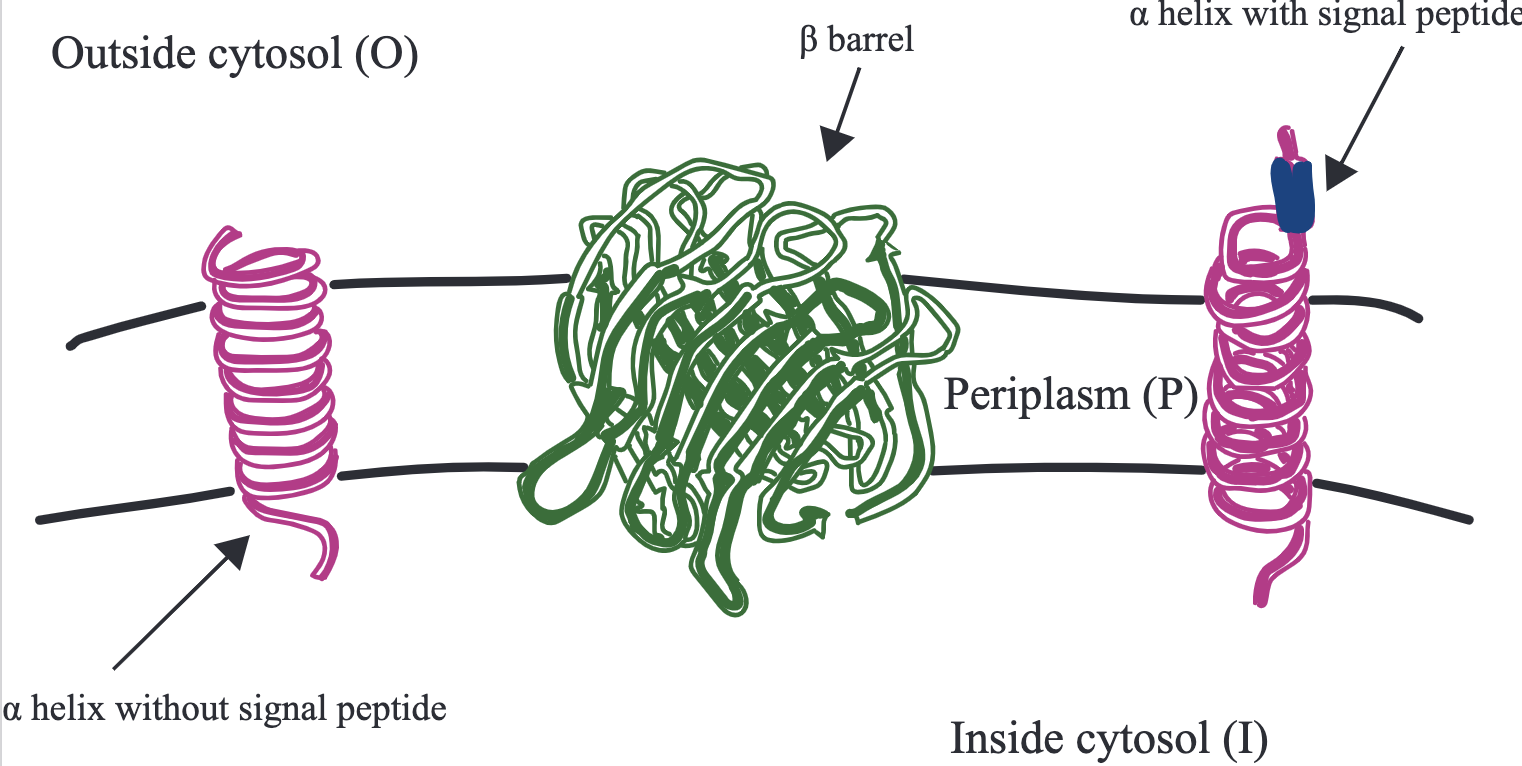 α helix with signal peptide
β barrel
Outside cytosol (O)
Periplasm (P)
α helix without signal peptide
Inside cytosol (I)